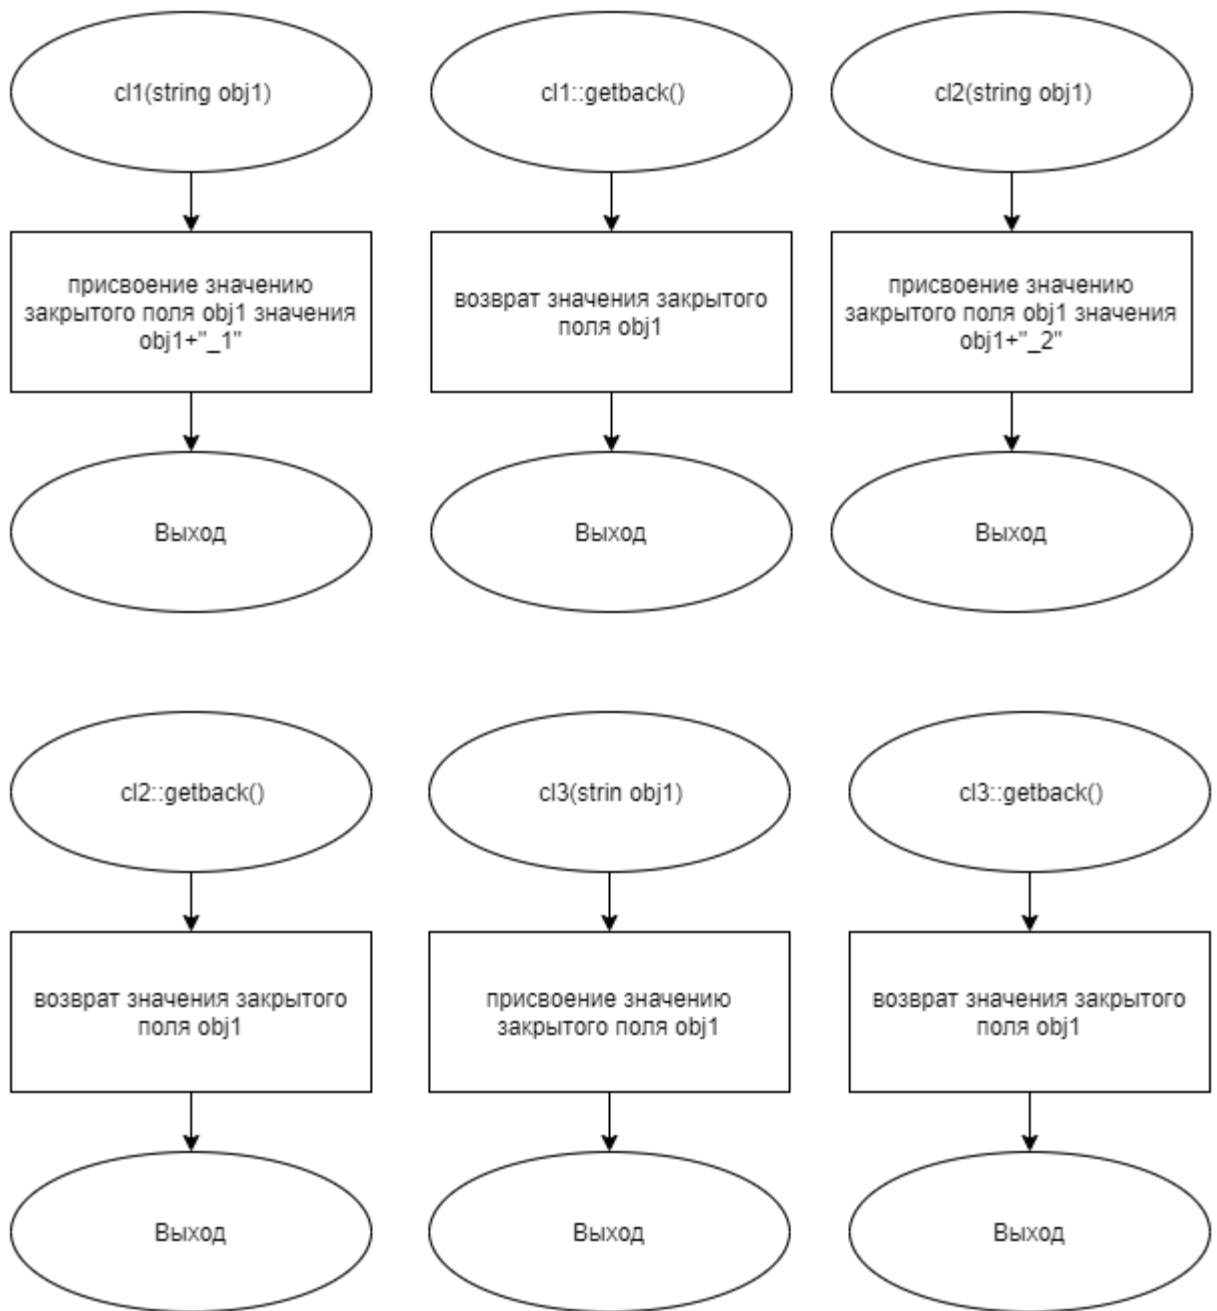 cl1(string obj1)
cl1::getback()
cl2(string obj1)
присвоение значению
закрытого поля obj1 значения
obj1+"_1"
возврат значения закрытого
поля obj1
присвоение значению
закрытого поля obj1 значения
obj1+"_2"
Выход
Выход
Выход
cl2::getback()
cl3(strin obj1)
cl3::getback()
возврат значения закрытого
поля obj1
присвоение значению
закрытого поля obj1
возврат значения закрытого
поля obj1
Выход
Выход
Выход